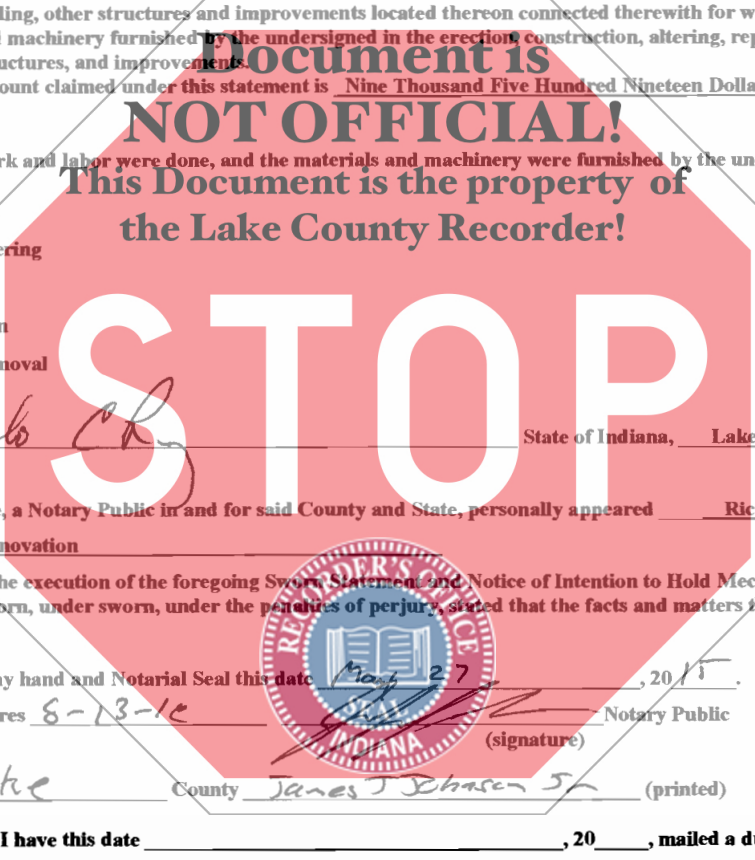 ling, other structures and improvements located thereon connected therewith for w
machinery furnished by the undersigned in the erection, construction, altering, rep
uctures, and improvements.
Document is
ount claimed under this statement is Nine Thousand Five Hundred Nineteen Dolla
NOT OFFICIAL!
rk and labor were done, and the materials and machinery were furnished by the un
This Document is the property of
the Lake County Recorder!
ering
n
moval
STOP
State of Indiana, Lake
, a Notary Public in and for said County and State, personally appeared Ric
novation
he execution of the foregoing Sworn Statement and Notice of Intention to Hold Mec
orn, under sworn, under the penalties of perjury, stated that the facts and matters t
RECORDER'S OFFICE
SEAL
INDIANA
y hand and Notarial Seal this date March 27, 2015.
res Notary Public
(signature)
County James J Johnson Jr (printed)
I have this date , 20 , mailed a du